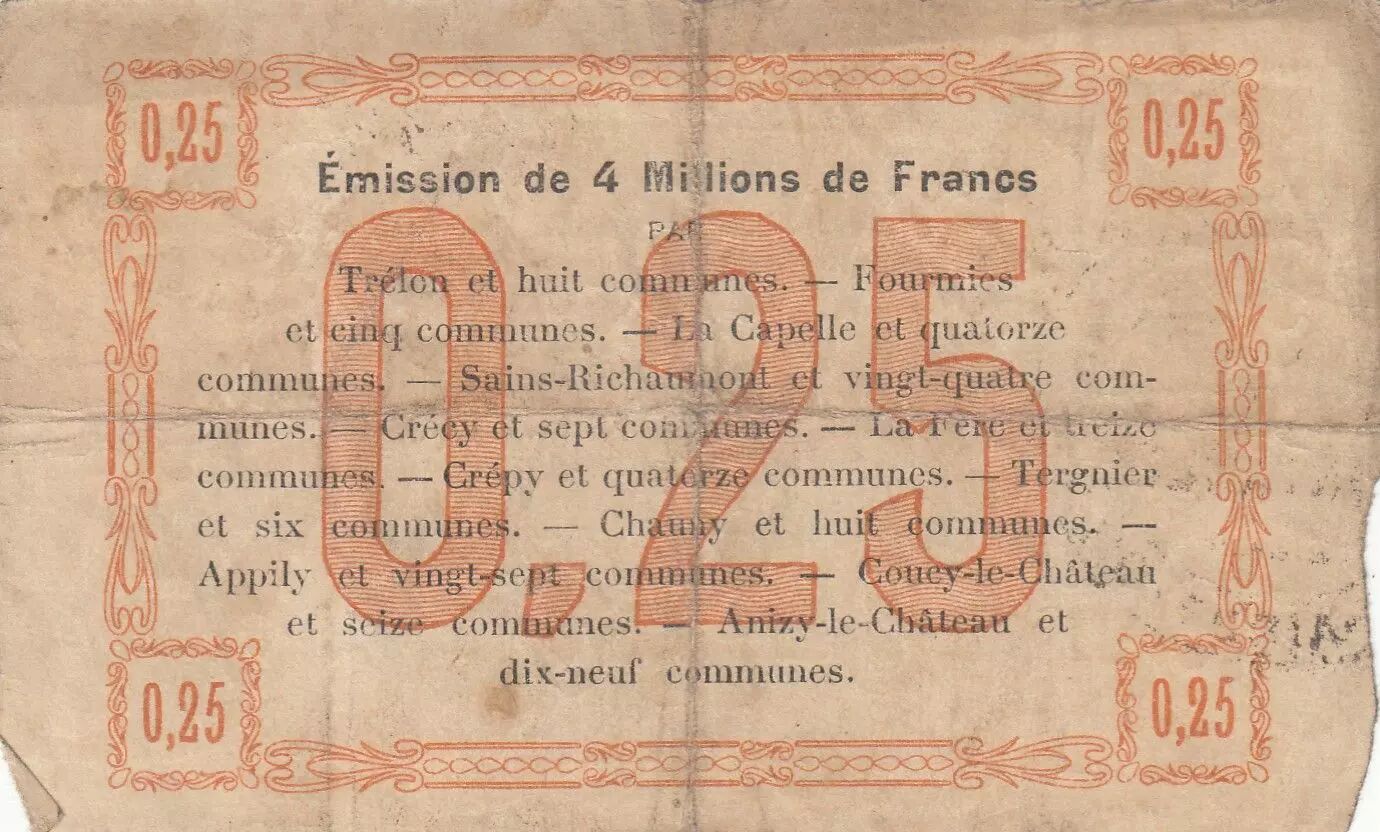 0,25
0,25
Émission de 4 Millions de Francs
PAR
0,25
Trélon et huit communes. — Fourmies
et cinq communes. — La Capelle et quatorze
communes. — Sains-Richaumont et vingt-quatre com-
munes. — Crécy et sept communes. — La Fère et treize
communes. — Crépy et quatorze communes. — Tergnier
et six communes. — Chauny et huit communes. —
Appily et vingt-sept communes. — Coucy-le-Château
et seize communes. — Anizy-le-Château et
dix-neuf communes.
0,25
0,25